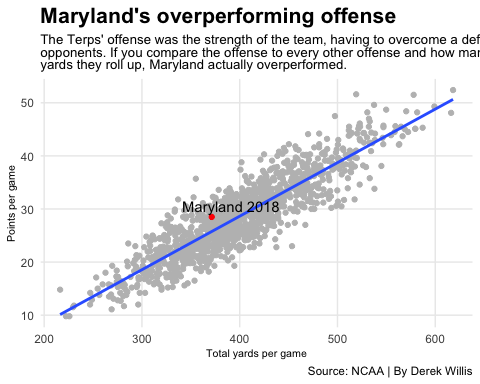 Maryland's overperforming offense
The Terps' offense was the strength of the team, having to overcome a
opponents. If you compare the offense to every other offense and how
yards they roll up, Maryland actually overperformed.
50
40
30
20
10
Points per game
Maryland 2018
200 300 400 500 600
Total yards per game
Source: NCAA | By Derek Willis